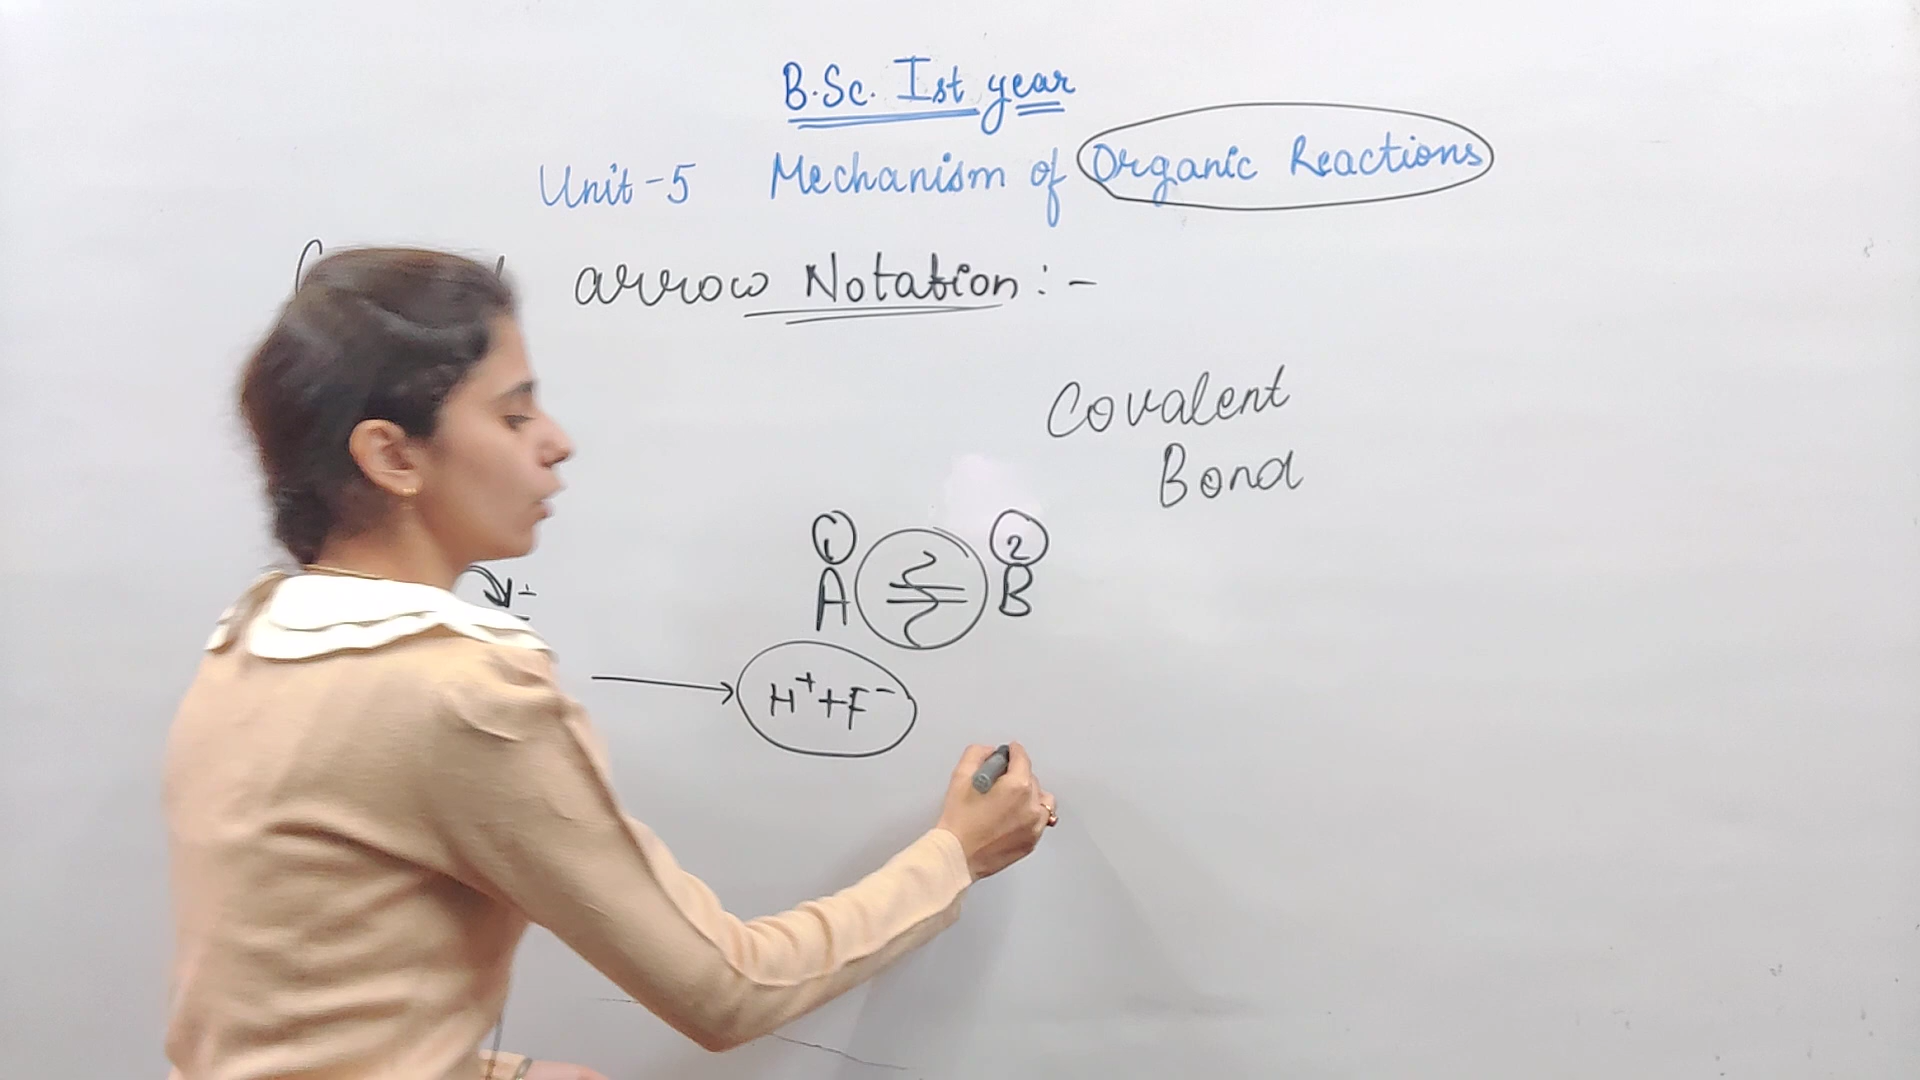 B.Sc. Ist year
Unit-5 Mechanism of Organic Reactions
arrow Notation :-
Covalent
Bond
1 2
A B
H⁺+F⁻